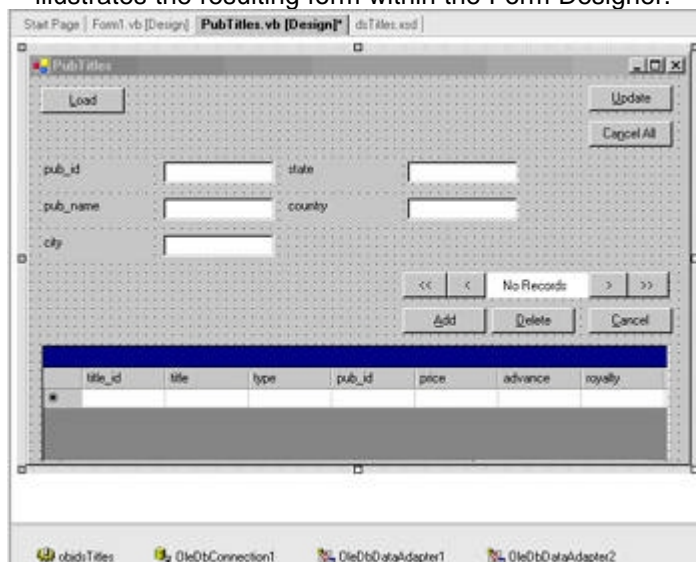 illustrates the resulting form within the Form Designer.
Start Page Form1.vb [Design] PubTitles.vb [Design]* dsTitles.xsd
PubTitles
Load Update
Cancel All
pub_id state
pub_name country
city
<< < No Records > >>
Add Delete Cancel
title_id title type pub_id price advance royalty
*
objdsTitles OleDbConnection1 OleDbDataAdapter1 OleDbDataAdapter2